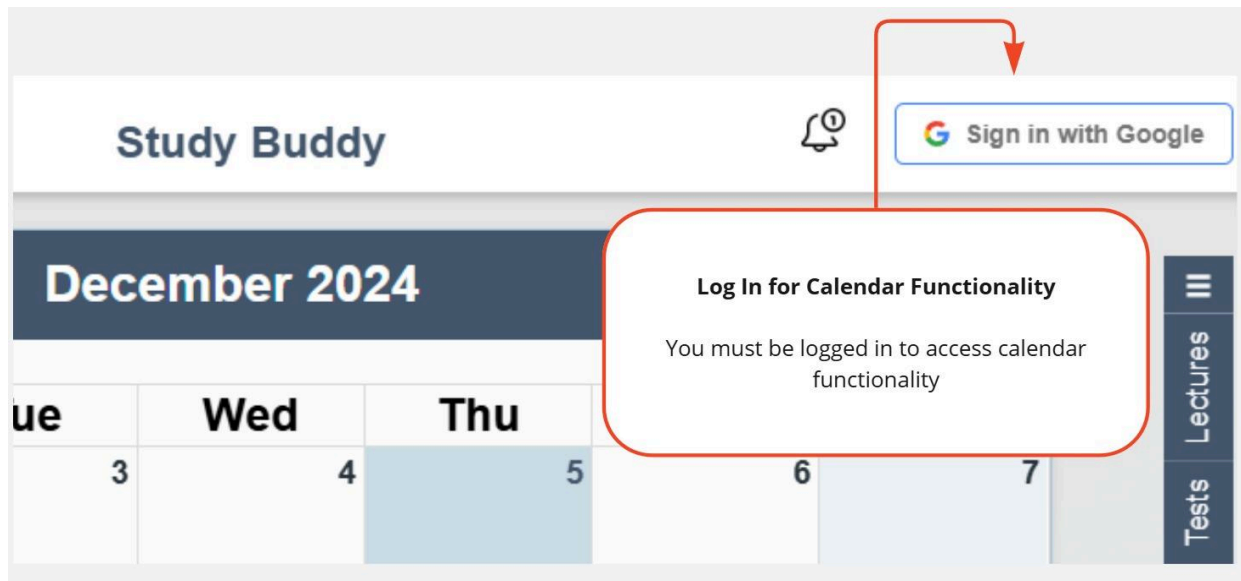 Study Buddy
1
Sign in with Google
December 2024
Log In for Calendar Functionality
You must be logged in to access calendar
functionality
ue
Wed
Thu
3
4
5
6
7
Lectures
Tests